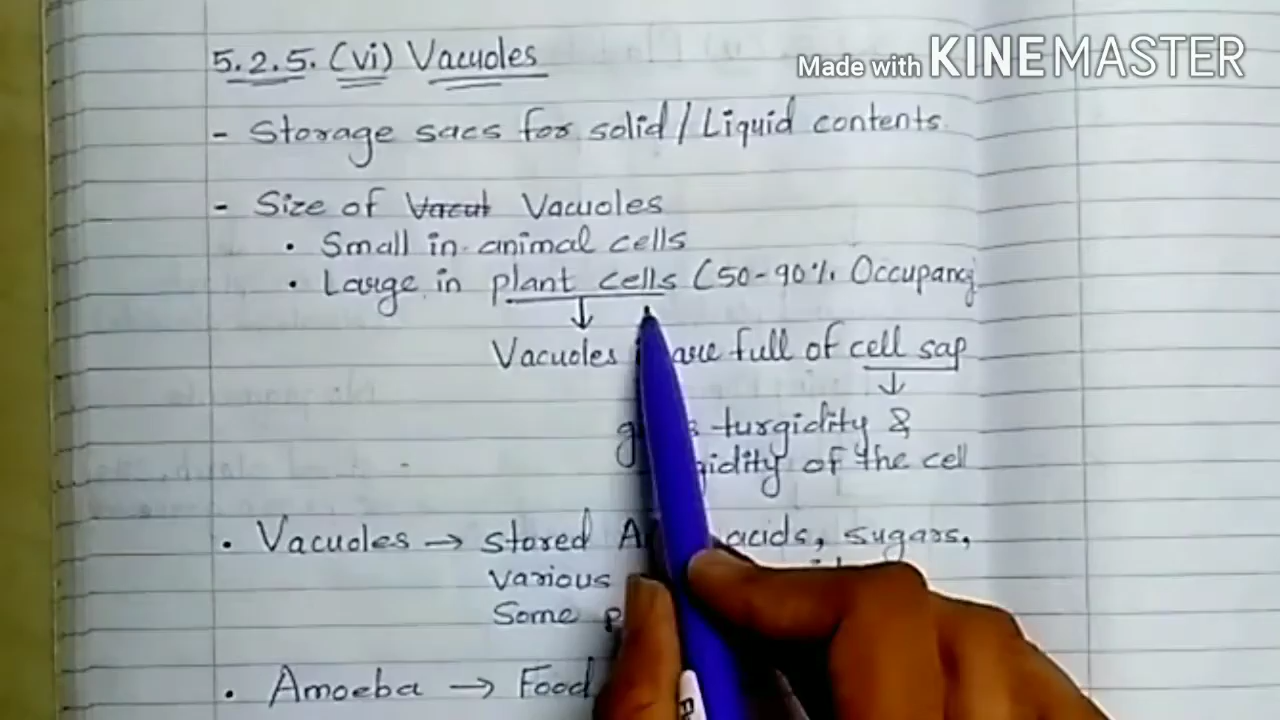 5.2.5. (vi) Vacuoles
Made with KINEMASTER
- Storage sacs for solid/Liquid contents.
- Size of Vacul Vacuoles
• Small in animal cells
• Large in plant cells (50-90% Occupancy
↓
Vacuoles are full of cell sap
↓
turgidity &
of the cell
• Vacuoles → stored acids, sugars,
various
Some
• Amoeba → Food